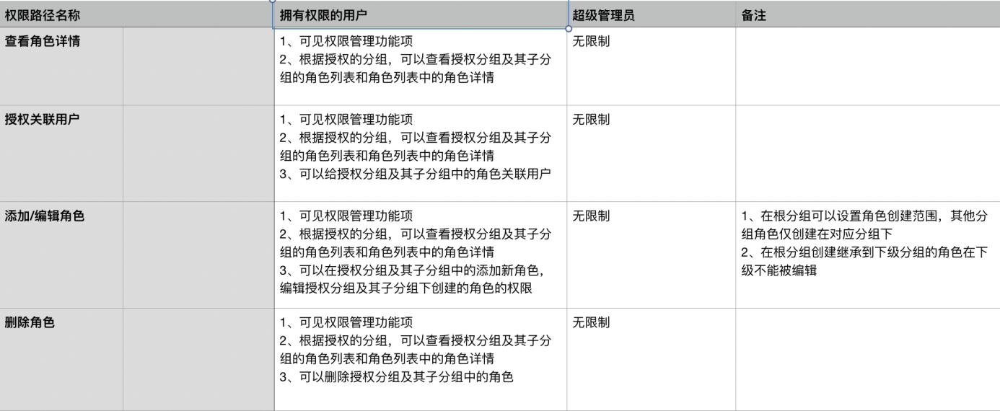 权限路径名称
拥有权限的用户
超级管理员
备注
查看角色详情
1、可见权限管理功能项
2、根据授权的分组，可以查看授权分组及其子分
组的角色列表和角色列表中的角色详情
无限制
授权关联用户
1、可见权限管理功能项
2、根据授权的分组，可以查看授权分组及其子分
组的角色列表和角色列表中的角色详情
3、可以给授权分组及其子分组中的角色关联用户
无限制
添加/编辑角色
1、可见权限管理功能项
2、根据授权的分组，可以查看授权分组及其子分
组的角色列表和角色列表中的角色详情
3、可以在授权分组及其子分组中的添加新角色，
编辑授权分组及其子分组下创建的角色的权限
无限制
1、在根分组可以设置角色创建范围，其他分
组角色仅创建在对应分组下
2、在根分组创建继承到下级分组的角色在下
级不能被编辑
删除角色
1、可见权限管理功能项
2、根据授权的分组，可以查看授权分组及其子分
组的角色列表和角色列表中的角色详情
3、可以删除授权分组及其子分组中的角色
无限制